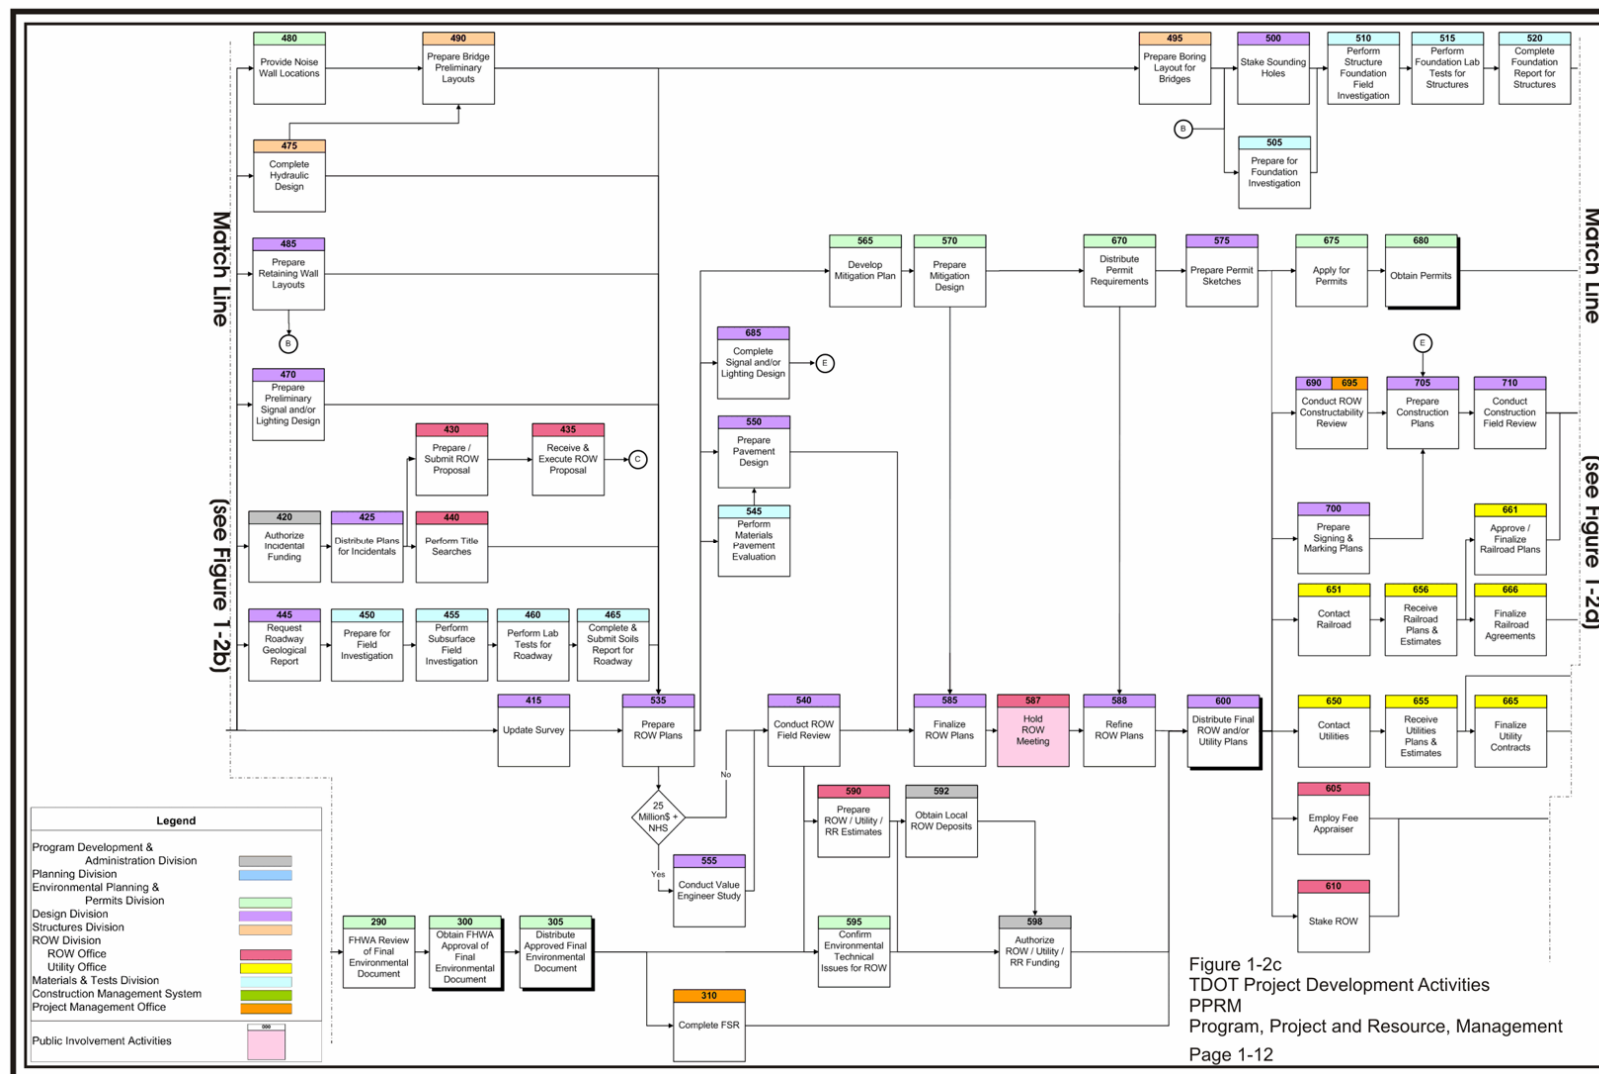 480
Provide Noise
Wall Locations
490
Prepare Bridge
Preliminary
Layouts
495
Prepare Boring
Layout for
Bridges
500
Stake Sounding
Holes
510
Perform
Structure
Foundation
Field
Investigation
515
Perform
Foundation Lab
Tests for
Structures
520
Complete
Foundation
Report for
Structures
B
475
Complete
Hydraulic
Design
505
Prepare for
Foundation
Investigation
Match Line
(see Figure 1-2b)
Match Line
(see Figure 1-2d)
485
Prepare
Retaining Wall
Layouts
B
565
Develop
Mitigation Plan
570
Prepare
Mitigation
Design
670
Distribute
Permit
Requirements
575
Prepare Permit
Sketches
675
Apply for
Permits
680
Obtain Permits
470
Prepare
Preliminary
Signal and/or
Lighting Design
685
Complete
Signal and/or
Lighting Design
E
E
690
695
Conduct ROW
Constructability
Review
705
Prepare
Construction
Plans
710
Conduct
Construction
Field Review
430
Prepare /
Submit ROW
Proposal
435
Receive &
Execute ROW
Proposal
C
550
Prepare
Pavement
Design
420
Authorize
Incidental
Funding
425
Distribute Plans
for Incidentals
440
Perform Title
Searches
545
Perform
Materials
Pavement
Evaluation
700
Prepare
Signing &
Marking Plans
661
Approve /
Finalize
Railroad Plans
445
Request
Roadway
Geological
Report
450
Prepare for
Field
Investigation
455
Perform
Subsurface
Field
Investigation
460
Perform Lab
Tests for
Roadway
465
Complete &
Submit Soils
Report for
Roadway
651
Contact
Railroad
656
Receive
Railroad
Plans &
Estimates
666
Finalize
Railroad
Agreements
415
Update Survey
535
Prepare
ROW Plans
540
Conduct ROW
Field Review
585
Finalize
ROW Plans
587
Hold
ROW
Meeting
588
Refine
ROW Plans
600
Distribute Final
ROW and/or
Utility Plans
650
Contact
Utilities
655
Receive
Utilities
Plans &
Estimates
665
Finalize
Utility
Contracts
25
Million$ +
NHS
No
Yes
555
Conduct Value
Engineer Study
590
Prepare
ROW / Utility /
RR Estimates
592
Obtain Local
ROW Deposits
605
Employ Fee
Appraiser
610
Stake ROW
290
FHWA Review
of Final
Environmental
Document
300
Obtain FHWA
Approval of
Final
Environmental
Document
305
Distribute
Approved Final
Environmental
Document
595
Confirm
Environmental
Technical
Issues for ROW
598
Authorize
ROW / Utility /
RR Funding
310
Complete FSR
Legend
Program Development &
Administration Division
Planning Division
Environmental Planning &
Permits Division
Design Division
Structures Division
ROW Division
ROW Office
Utility Office
Materials & Tests Division
Construction Management System
Project Management Office
Public Involvement Activities
Figure 1-2c
TDOT Project Development Activities
PPRM
Program, Project and Resource, Management
Page 1-12